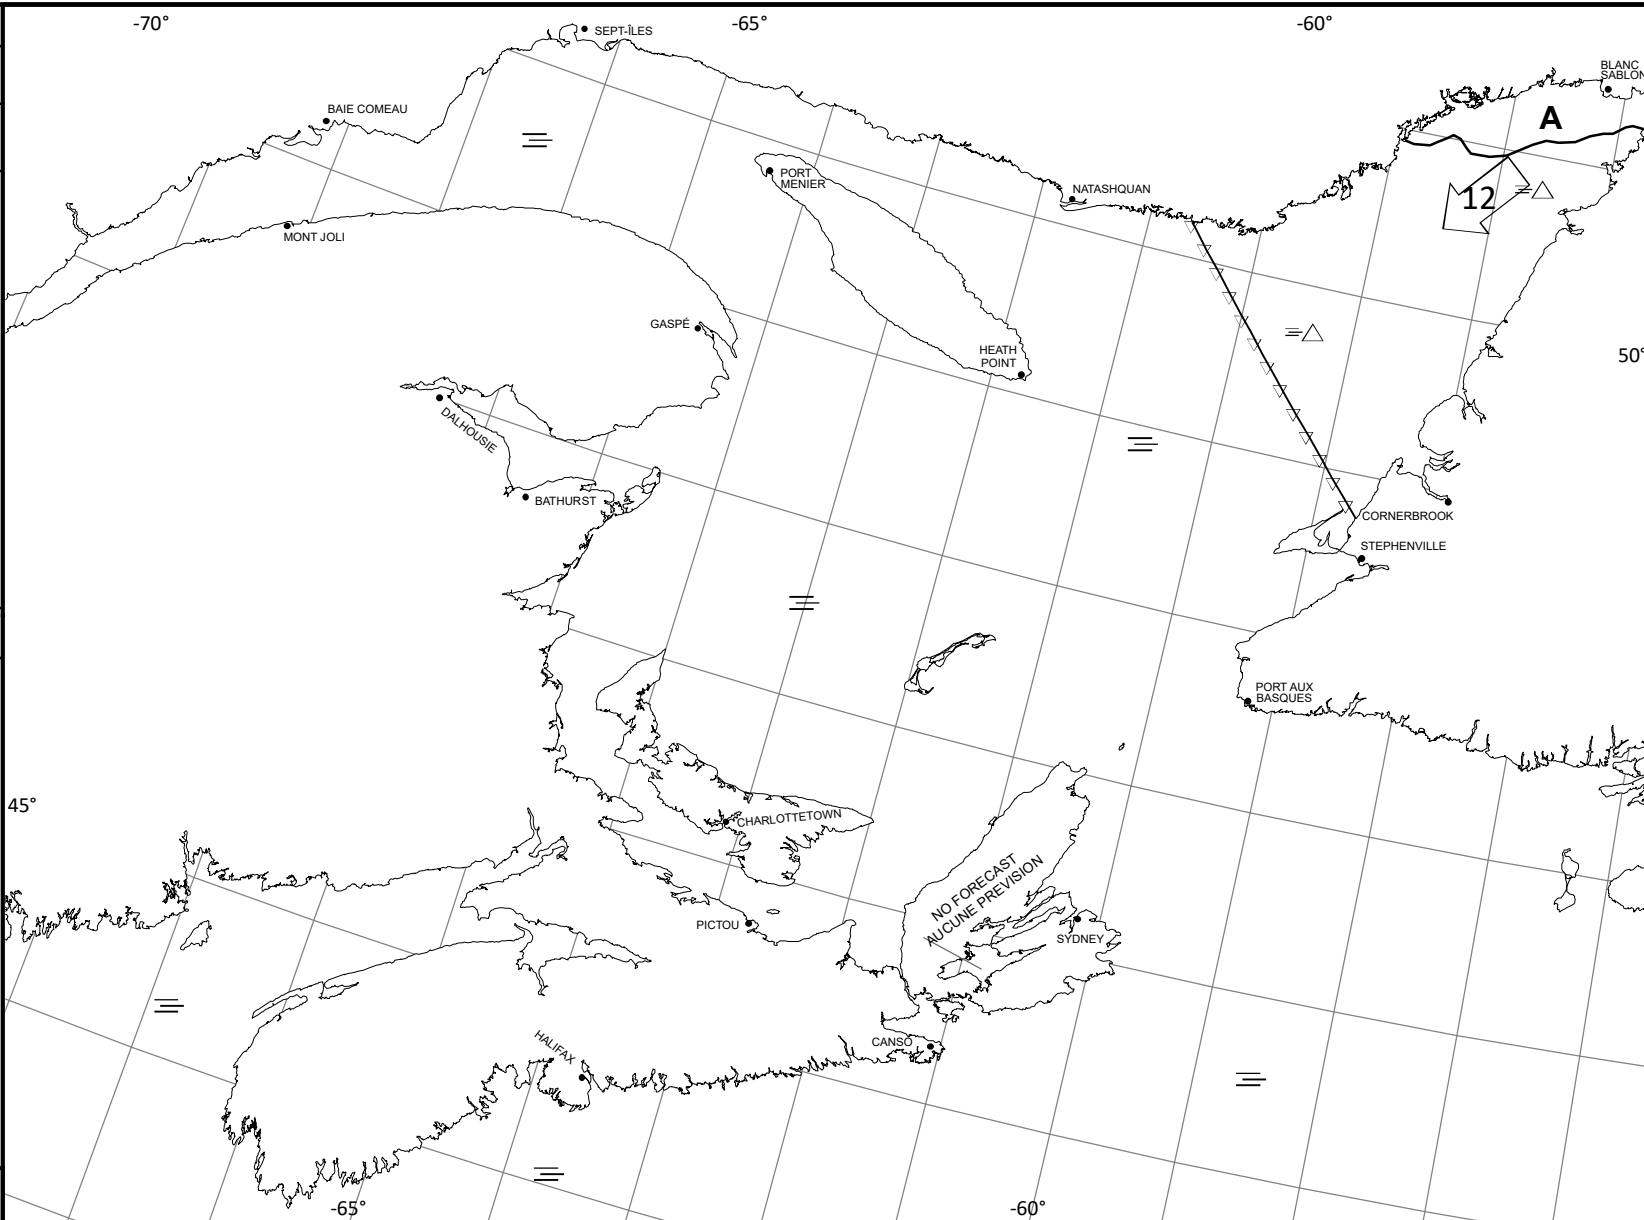 -70°
-65°
-60°
SEPT-ÎLES
BLANC
SABLON
BAIE COMEAU
A
PORT
MENIER
NATASHQUAN
12
MONT JOLI
GASPÉ
HEATH
POINT
50°
DALHOUSIE
BATHURST
CORNERBROOK
STEPHENVILLE
PORT AUX
BASQUES
45°
CHARLOTTETOWN
NO FORECAST
AUCUNE PREVISION
PICTOU
SYDNEY
HALIFAX
CANSO
-65°
-60°